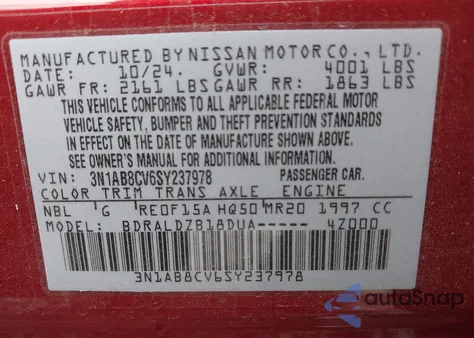 MANUFACTURED BY NISSAN MOTOR CO., LTD.
DATE: 10/24. GVWR: 4001 LBS
GAWR FR: 2161 LBS GAWR RR: 1863 LBS
THIS VEHICLE CONFORMS TO ALL APPLICABLE FEDERAL MOTOR
VEHICLE SAFETY, BUMPER AND THEFT PREVENTION STANDARDS
IN EFFECT ON THE DATE OF MANUFACTURE SHOWN ABOVE.
SEE OWNER'S MANUAL FOR ADDITIONAL INFORMATION.
VIN: 3N1AB8CV6SY237978 PASSENGER CAR.
COLOR TRIM TRANS AXLE ENGINE
NBL G RE0F15A HQ50 MR20 1997 CC
MODEL: BDRALDZB18DUA----- 4Z000
3N1AB8CV6SY237978
autoSnap